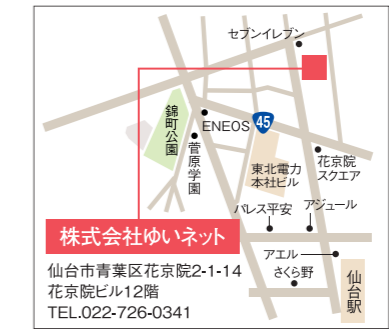 セブンイレブン
錦町公園
ENEOS
45
菅原学園
東北電力
本社ビル
花京院
スクエア
パレス平安
アジュール
株式会社ゆいネット
アエル
さくら野
仙台駅
仙台市青葉区花京院2-1-14
花京院ビル12階
TEL.022-726-0341